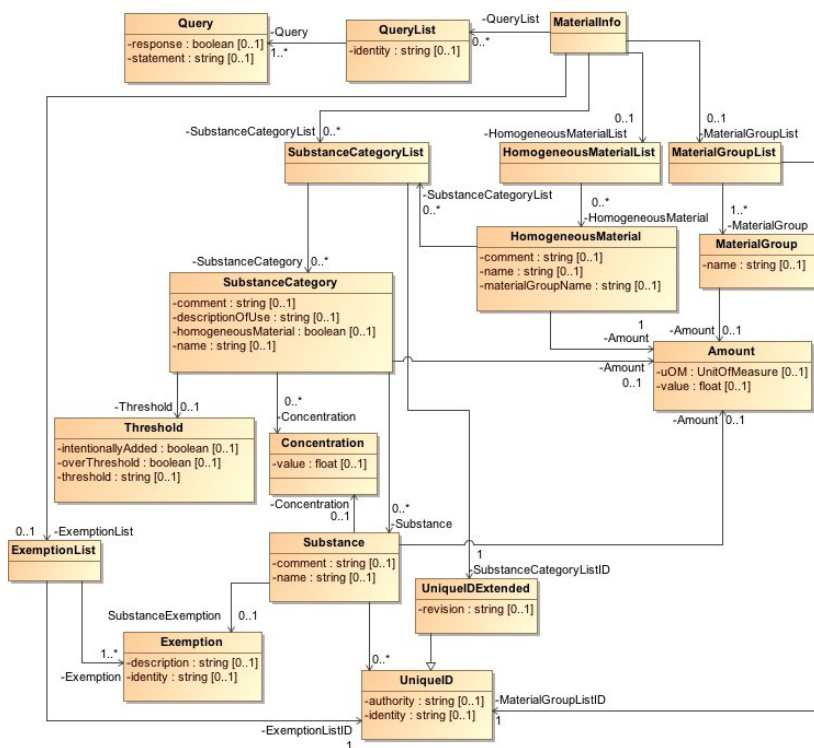 Query
-response : boolean [0..1]
-statement : string [0..1]
-Query
1..*
QueryList
-identity : string [0..1]
-QueryList
0..*
MaterialInfo
-SubstanceCategoryList
0..*
0..1
-HomogeneousMaterialList
0..1
-MaterialGroupList
SubstanceCategoryList
HomogeneousMaterialList
MaterialGroupList
-SubstanceCategoryList
0..*
0..*
-HomogeneousMaterial
1..*
-MaterialGroup
HomogeneousMaterial
-comment : string [0..1]
-name : string [0..1]
-materialGroupName : string [0..1]
MaterialGroup
-name : string [0..1]
-SubstanceCategory
0..*
SubstanceCategory
-comment : string [0..1]
-descriptionOfUse : string [0..1]
-homogeneousMaterial : boolean [0..1]
-name : string [0..1]
1
-Amount
-Amount
0..1
-Amount
0..1
Amount
-uOM : UnitOfMeasure [0..1]
-value : float [0..1]
-Amount
0..1
-Threshold
0..1
0..*
-Concentration
Threshold
-intentionallyAdded : boolean [0..1]
-overThreshold : boolean [0..1]
-threshold : string [0..1]
Concentration
-value : float [0..1]
-Concentration
0..1
0..*
-Substance
0..1
-ExemptionList
ExemptionList
Substance
-comment : string [0..1]
-name : string [0..1]
1
-SubstanceCategoryListID
UniqueIDExtended
-revision : string [0..1]
SubstanceExemption
0..1
Exemption
-description : string [0..1]
-identity : string [0..1]
1..*
-Exemption
0..*
UniqueID
-authority : string [0..1]
-identity : string [0..1]
-MaterialGroupListID
1
-ExemptionListID
1